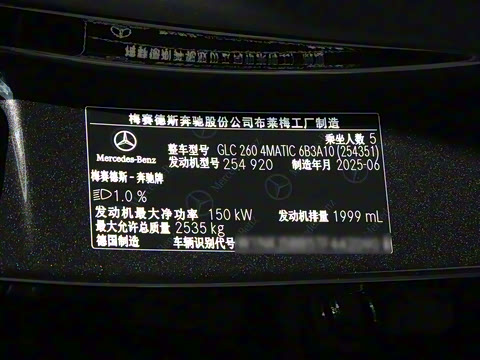 梅赛德斯奔驰股份公司布莱梅工厂制造
乘坐人数 5
整车型号 GLC 260 4MATIC 6B3A10 (254351)
Mercedes-Benz 发动机型号 254 920 制造年月 2025-06
梅赛德斯-奔驰牌
1.0 %
发动机最大净功率 150 kW 发动机排量 1999 mL
最大允许总质量 2535 kg
德国制造 车辆识别代号